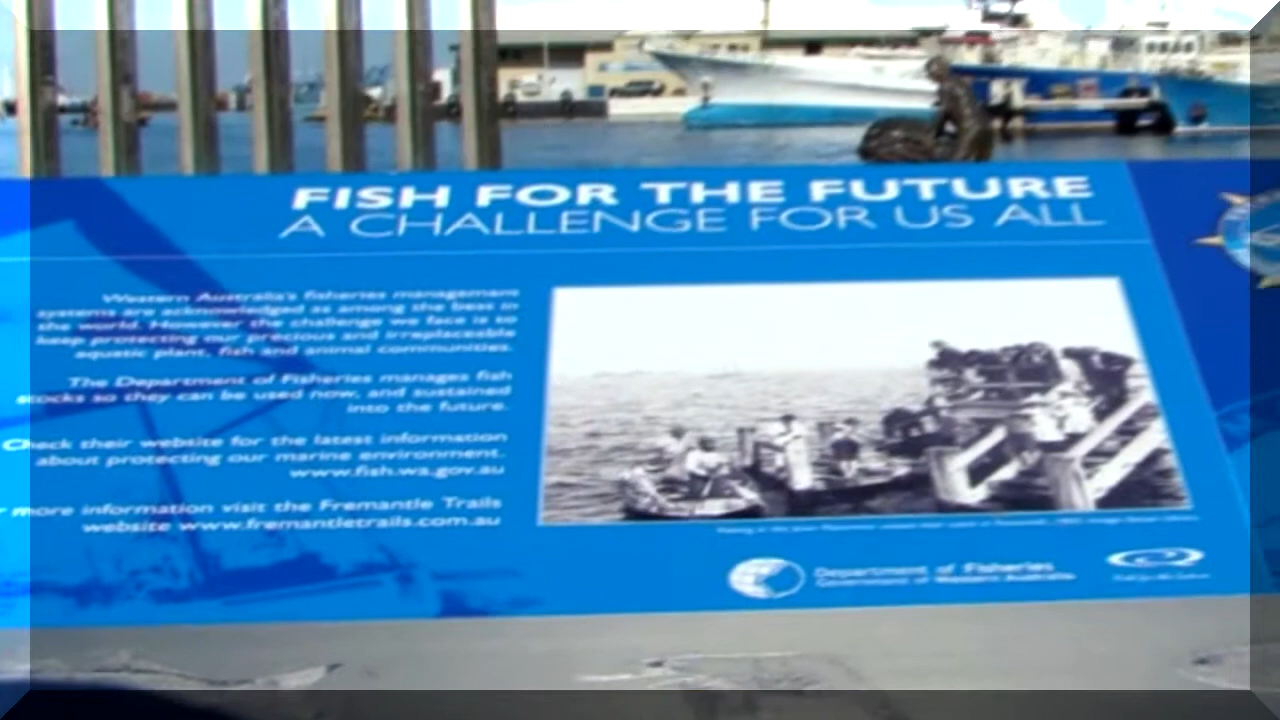 FISH FOR THE FUTURE
A CHALLENGE FOR US ALL
Western Australia's fisheries management
systems are acknowledged as among the best in
the world. However the challenge we face is to
keep protecting our precious and irreplaceable
aquatic plant, fish and animal communities.
The Department of Fisheries manages fish
stocks so they can be used now, and sustained
into the future.
Check their website for the latest information
about protecting our marine environment.
www.fish.wa.gov.au
more information visit the Fremantle Trails
website www.fremantletrails.com.au
Department of Fisheries
Government of Western Australia